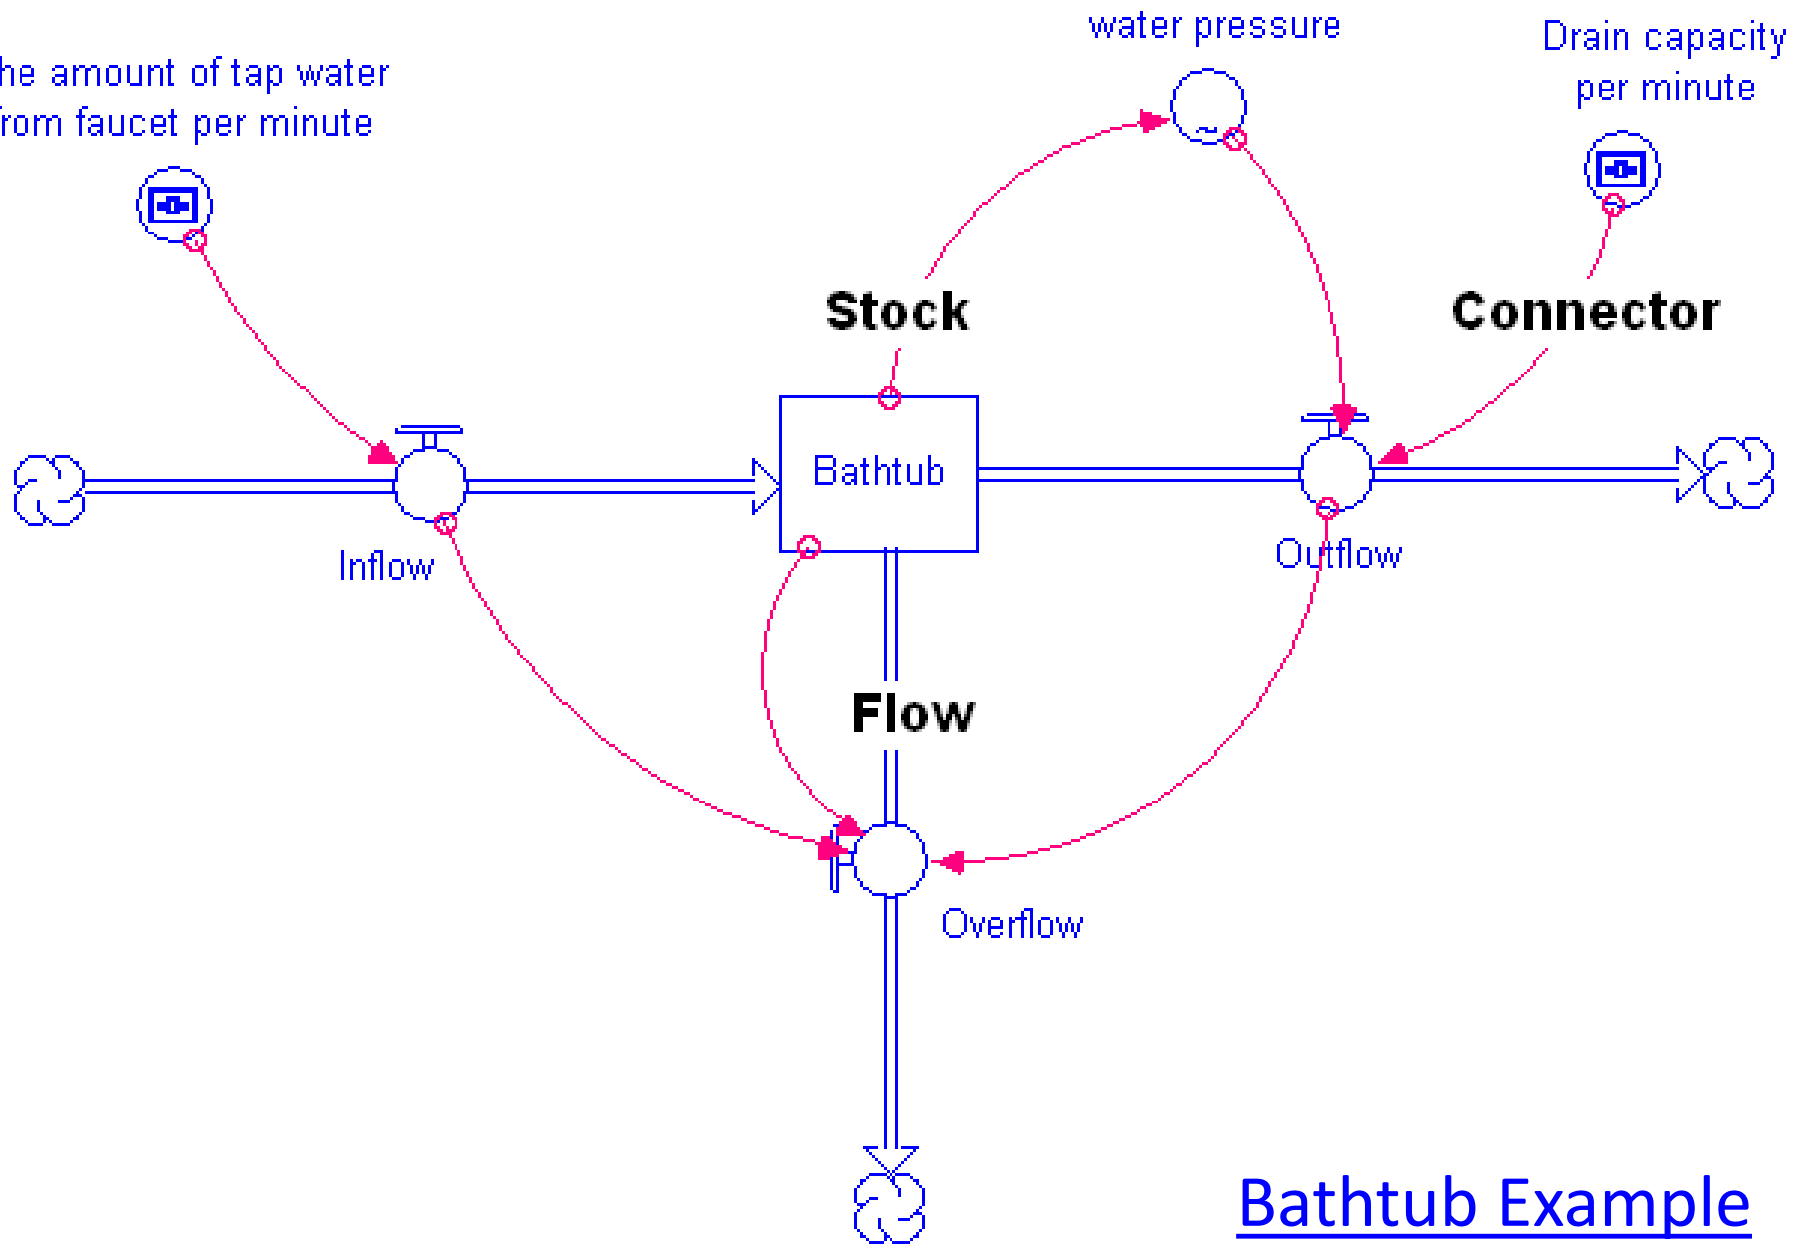 water pressure
Drain capacity
per minute
he amount of tap water
rom faucet per minute
Stock
Connector
Bathtub
Inflow
Outflow
Flow
Overflow
Bathtub Example